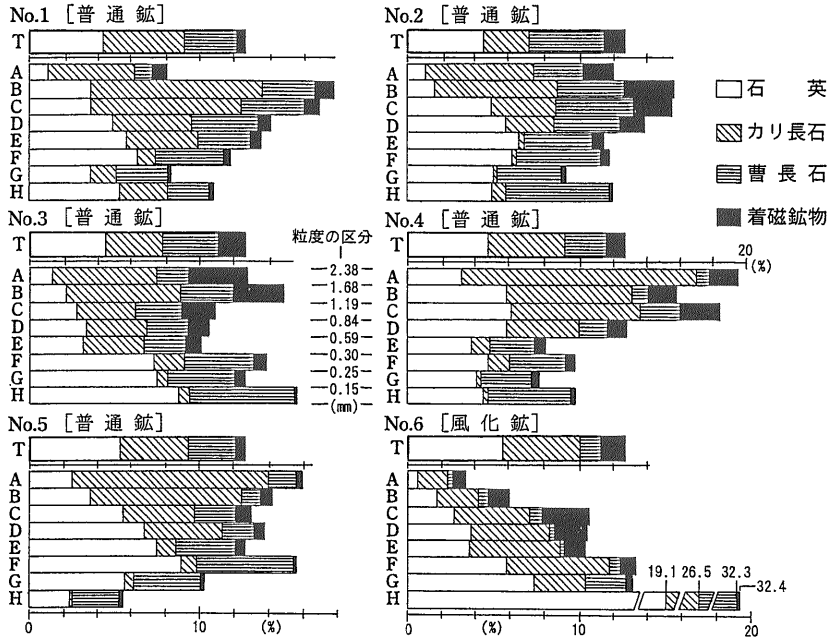 No.1 [普通鉱]
T
A
B
C
D
E
F
G
H
No.2 [普通鉱]
T
A
B
C
D
E
F
G
H
石英
カリ長石
曹長石
着磁鉱物
No.3 [普通鉱]
T
A
B
C
D
E
F
G
H
粒度の区分
2.38
1.68
1.19
0.84
0.59
0.30
0.25
0.15
(mm)
No.4 [普通鉱]
T
20
(%)
A
B
C
D
E
F
G
H
No.5 [普通鉱]
T
A
B
C
D
E
F
G
H
0 10 (%)
No.6 [風化鉱]
T
A
B
C
D
E
F
G
H
19.1 26.5 32.3
32.4
0 (%) 10 20